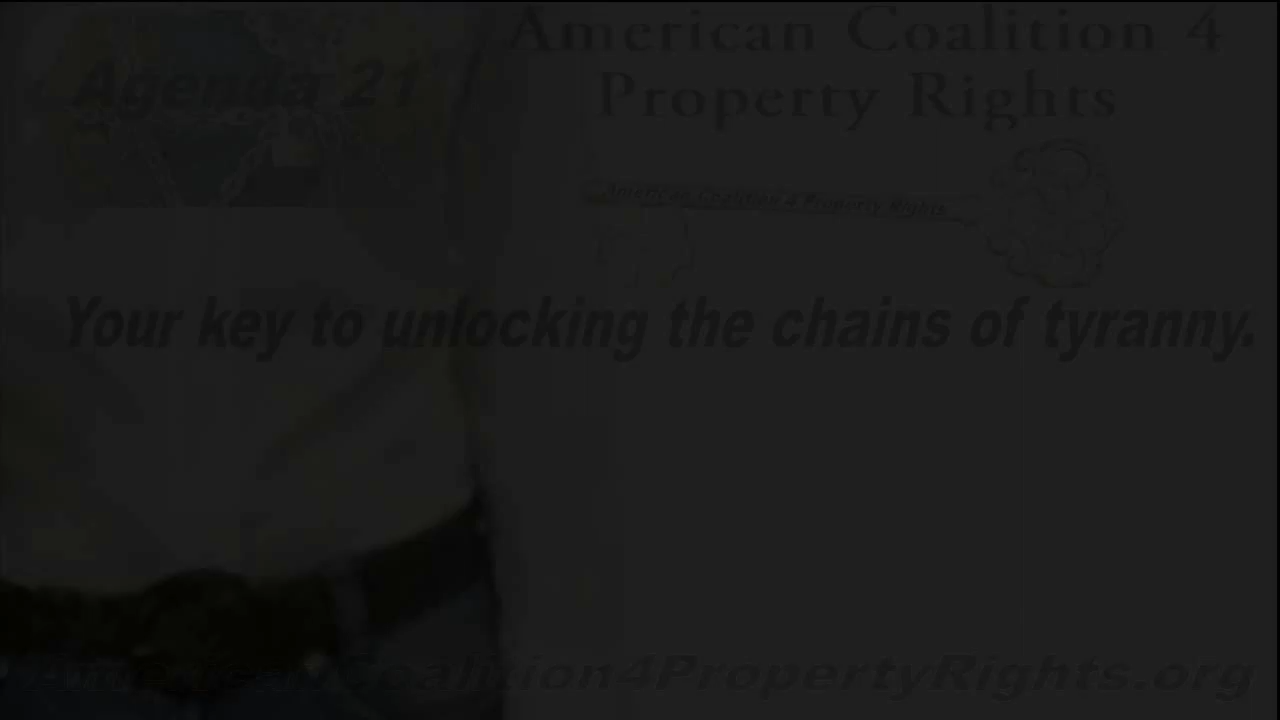 American Coalition 4
Property Rights
Agenda 21
American Coalition 4 Property Rights
Your key to unlocking the chains of tyranny.
AmericanCoalition4PropertyRights.org